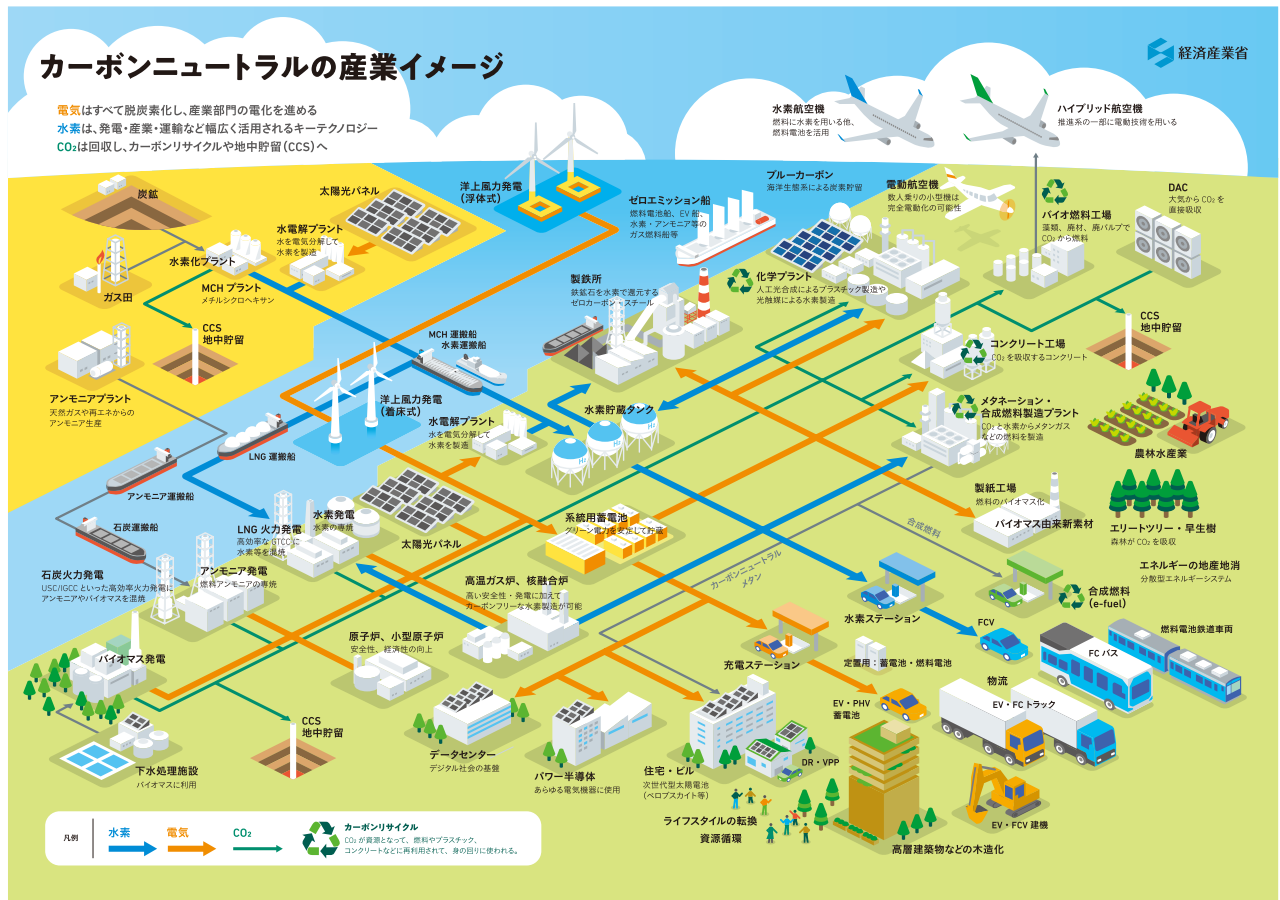 カーボンニュートラルの産業イメージ
経済産業省
電気はすべて脱炭素化し、産業部門の電化を進める
水素は、発電・産業・運輸など幅広く活用されるキーテクノロジー
CO₂は回収し、カーボンリサイクルや地中貯留(CCS)へ
水素航空機
燃料に水素を用いる他、
燃料電池を活用
ハイブリッド航空機
推進系の一部に電動技術を用いる
炭鉱
太陽光パネル
洋上風力発電
(浮体式)
ゼロエミッション船
燃料電池船、EV 船、
水素・アンモニア等の
ガス燃料船等
ブルーカーボン
海洋生態系による炭素貯留
電動航空機
数人乗りの小型機は
完全電動化の可能性
バイオ燃料工場
藻類、廃材、廃パルプで
CO₂ から燃料
DAC
大気から CO₂ を
直接吸収
水電解プラント
水を電気分解して
水素を製造
水素化プラント
ガス田
MCH プラント
メチルシクロヘキサン
製鉄所
鉄鉱石を水素で還元する
ゼロカーボン・スチール
化学プラント
人工光合成によるプラスチック製造や
光触媒による水素製造
CCS
地中貯留
MCH 運搬船
水素運搬船
CCS
地中貯留
コンクリート工場
CO₂ を吸収するコンクリート
アンモニアプラント
天然ガスや再エネからの
アンモニア生産
洋上風力発電
(着床式)
水電解プラント
水を電気分解して
水素を製造
水素貯蔵タンク
H₂
H₂
H₂
メタネーション・
合成燃料製造プラント
CO₂ と水素からメタンガス
などの燃料を製造
農林水産業
LNG 運搬船
アンモニア運搬船
石炭運搬船
LNG 火力発電
高効率な GTCC に
水素等を混焼
水素発電
水素の専焼
太陽光パネル
系統用蓄電池
グリーン電力を安定して貯蔵
製紙工場
燃料のバイオマス化
バイオマス由来新素材
エリートツリー・早生樹
森林が CO₂ を吸収
合成燃料
カーボンニュートラル
メタン
石炭火力発電
USC/IGCC といった高効率火力発電に
アンモニアやバイオマスを混焼
アンモニア発電
燃料アンモニアの専焼
高温ガス炉、核融合炉
高い安全性・発電に加えて
カーボンフリーな水素製造が可能
エネルギーの地産地消
分散型エネルギーシステム
合成燃料
(e-fuel)
水素ステーション
FCV
燃料電池鉄道車両
FC バス
原子炉、小型原子炉
安全性、経済性の向上
バイオマス発電
充電ステーション
定置用：蓄電池・燃料電池
物流
EV・FC トラック
EV・PHV
蓄電池
CCS
地中貯留
データセンター
デジタル社会の基盤
パワー半導体
あらゆる電気機器に使用
住宅・ビル
次世代型太陽電池
(ペロブスカイト等)
DR・VPP
下水処理施設
バイオマスに利用
ライフスタイルの転換
資源循環
高層建築物などの木造化
EV・FCV 建機
凡例
水素
電気
CO₂
カーボンリサイクル
CO₂ が資源となって、燃料やプラスチック、
コンクリートなどに再利用されて、身の回りに使われる。